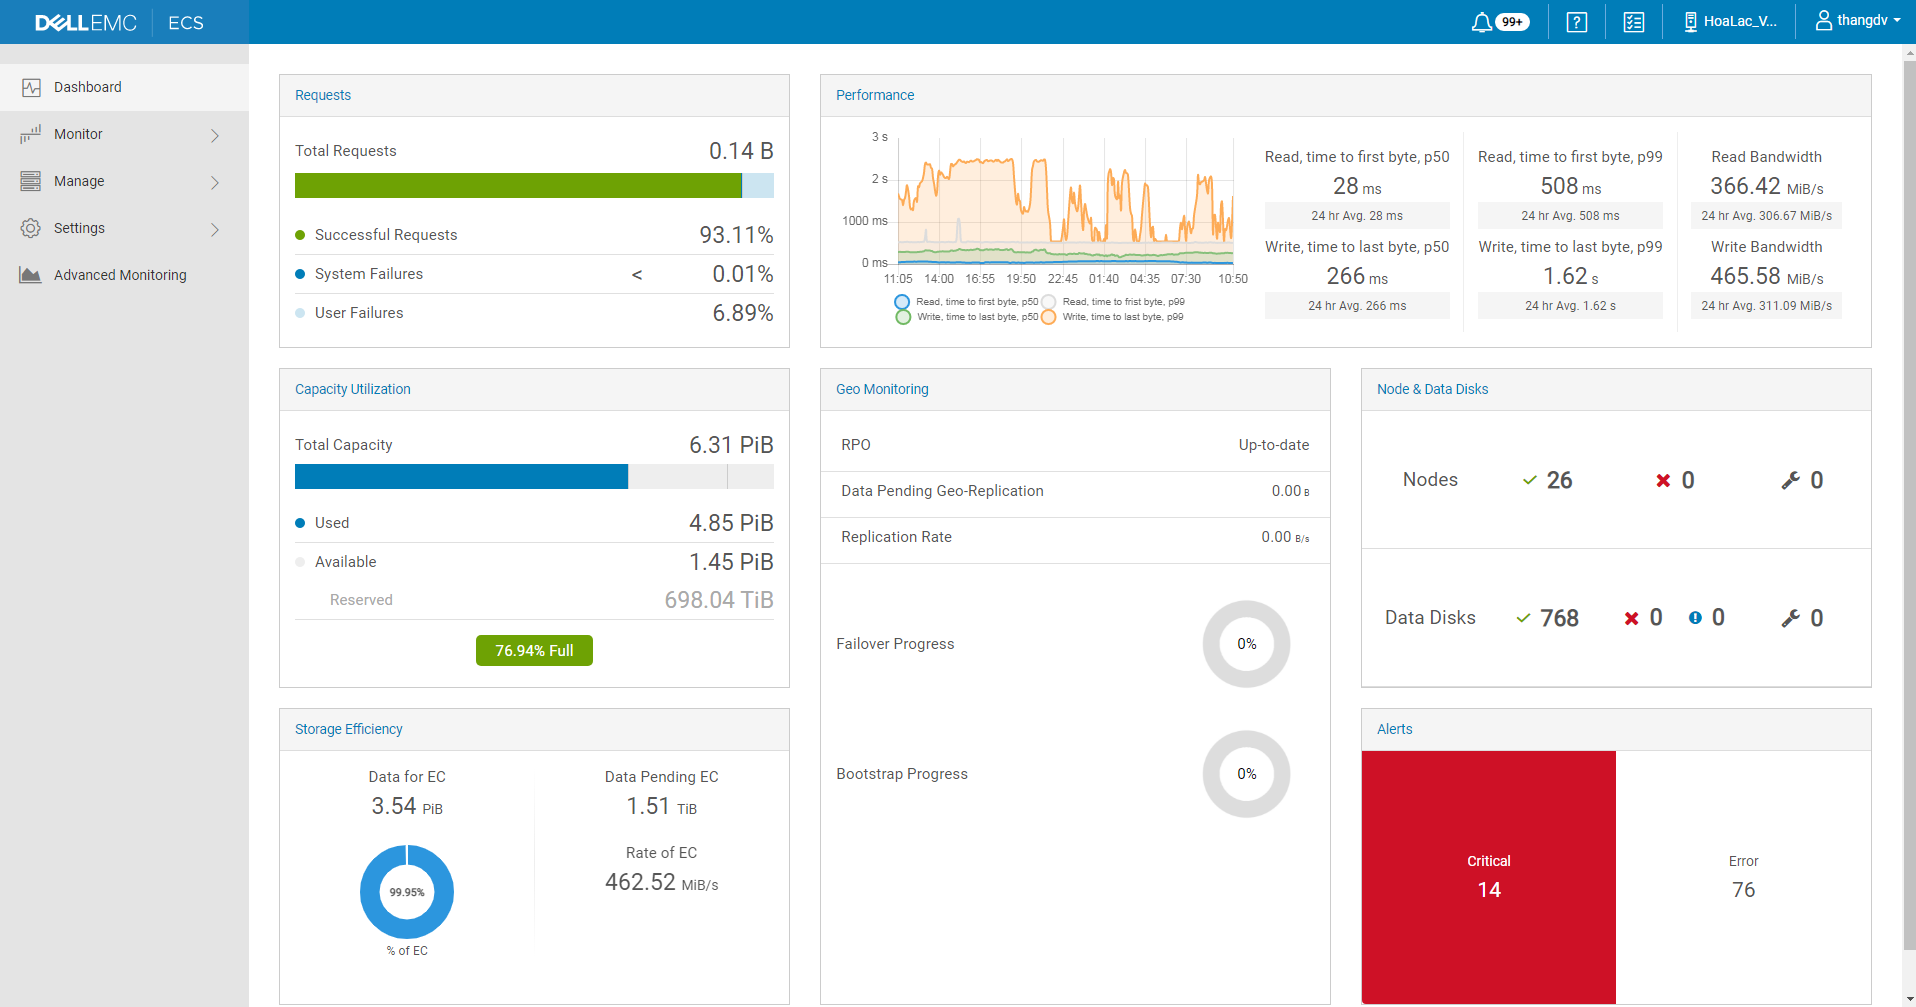 DELLEMC ECS
99+
?
HoaLac_V...
thangdv
Dashboard
Monitor
Manage
Settings
Advanced Monitoring
Requests
Total Requests 0.14 B
Successful Requests 93.11%
System Failures < 0.01%
User Failures 6.89%
Performance
3 s
2 s
1000 ms
0 ms
11:05 14:00 16:55 19:50 22:45 01:40 04:35 07:30 10:50
Read, time to first byte, p50 Read, time to frist byte, p99
Write, time to last byte, p50 Write, time to last byte, p99
Read, time to first byte, p50
28 ms
24 hr Avg. 28 ms
Write, time to last byte, p50
266 ms
24 hr Avg. 266 ms
Read, time to first byte, p99
508 ms
24 hr Avg. 508 ms
Write, time to last byte, p99
1.62 s
24 hr Avg. 1.62 s
Read Bandwidth
366.42 MiB/s
24 hr Avg. 306.67 MiB/s
Write Bandwidth
465.58 MiB/s
24 hr Avg. 311.09 MiB/s
Capacity Utilization
Total Capacity 6.31 PiB
Used 4.85 PiB
Available 1.45 PiB
Reserved 698.04 TiB
76.94% Full
Geo Monitoring
RPO Up-to-date
Data Pending Geo-Replication 0.00 B
Replication Rate 0.00 B/s
Failover Progress 0%
Bootstrap Progress 0%
Node & Data Disks
Nodes 26 0 0
Data Disks 768 0 0 0
Storage Efficiency
Data for EC
3.54 PiB
99.95%
% of EC
Data Pending EC
1.51 TiB
Rate of EC
462.52 MiB/s
Alerts
Critical
14
Error
76